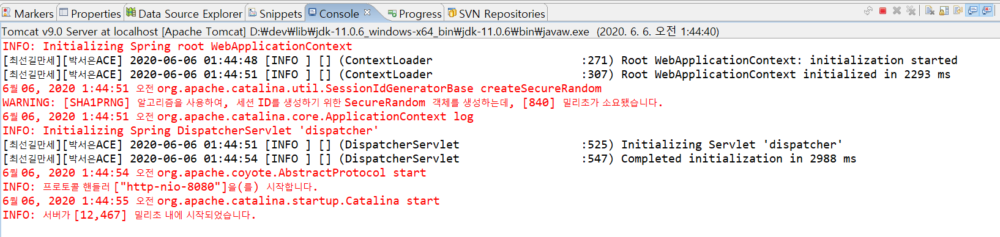 Markers Properties Data Source Explorer Snippets Console Progress SVN Repositories
Tomcat v9.0 Server at localhost [Apache Tomcat] D:₩dev₩lib₩jdk-11.0.6_windows-x64_bin₩jdk-11.0.6₩bin₩javaw.exe (2020. 6. 6. 오전 1:44:40)
INFO: Initializing Spring root WebApplicationContext
[최선길만세][박서은ACE] 2020-06-06 01:44:48 [INFO ] [] (ContextLoader :271) Root WebApplicationContext: initialization started
[최선길만세][박서은ACE] 2020-06-06 01:44:51 [INFO ] [] (ContextLoader :307) Root WebApplicationContext initialized in 2293 ms
6월 06, 2020 1:44:51 오전 org.apache.catalina.util.SessionIdGeneratorBase createSecureRandom
WARNING: [SHA1PRNG] 알고리즘을 사용하여, 세션 ID를 생성하기 위한 SecureRandom 객체를 생성하는데, [840] 밀리초가 소요됐습니다.
6월 06, 2020 1:44:51 오전 org.apache.catalina.core.ApplicationContext log
INFO: Initializing Spring DispatcherServlet 'dispatcher'
[최선길만세][박서은ACE] 2020-06-06 01:44:51 [INFO ] [] (DispatcherServlet :525) Initializing Servlet 'dispatcher'
[최선길만세][박서은ACE] 2020-06-06 01:44:54 [INFO ] [] (DispatcherServlet :547) Completed initialization in 2988 ms
6월 06, 2020 1:44:54 오전 org.apache.coyote.AbstractProtocol start
INFO: 프로토콜 핸들러 ["http-nio-8080"]을(를) 시작합니다.
6월 06, 2020 1:44:55 오전 org.apache.catalina.startup.Catalina start
INFO: 서버가 [12,467] 밀리초 내에 시작되었습니다.